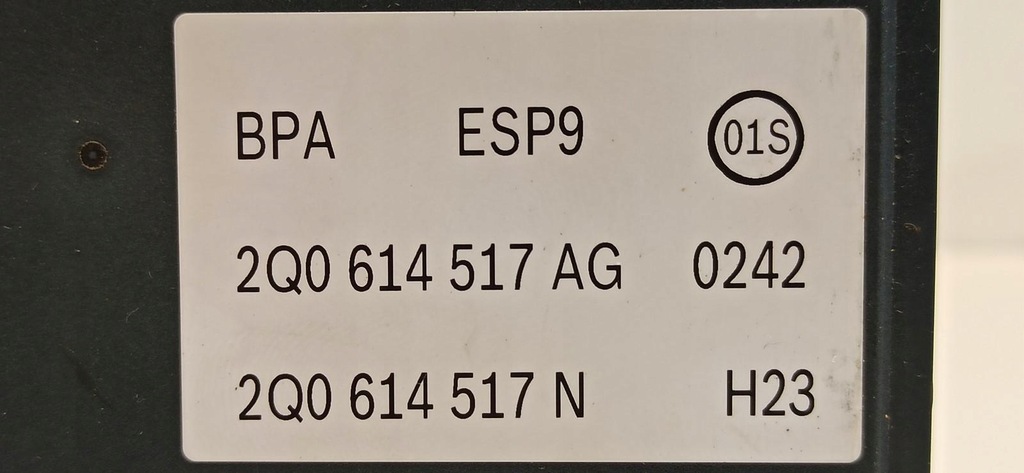 BPA ESP9 01S
2Q0 614 517 AG 0242
2Q0 614 517 N H23